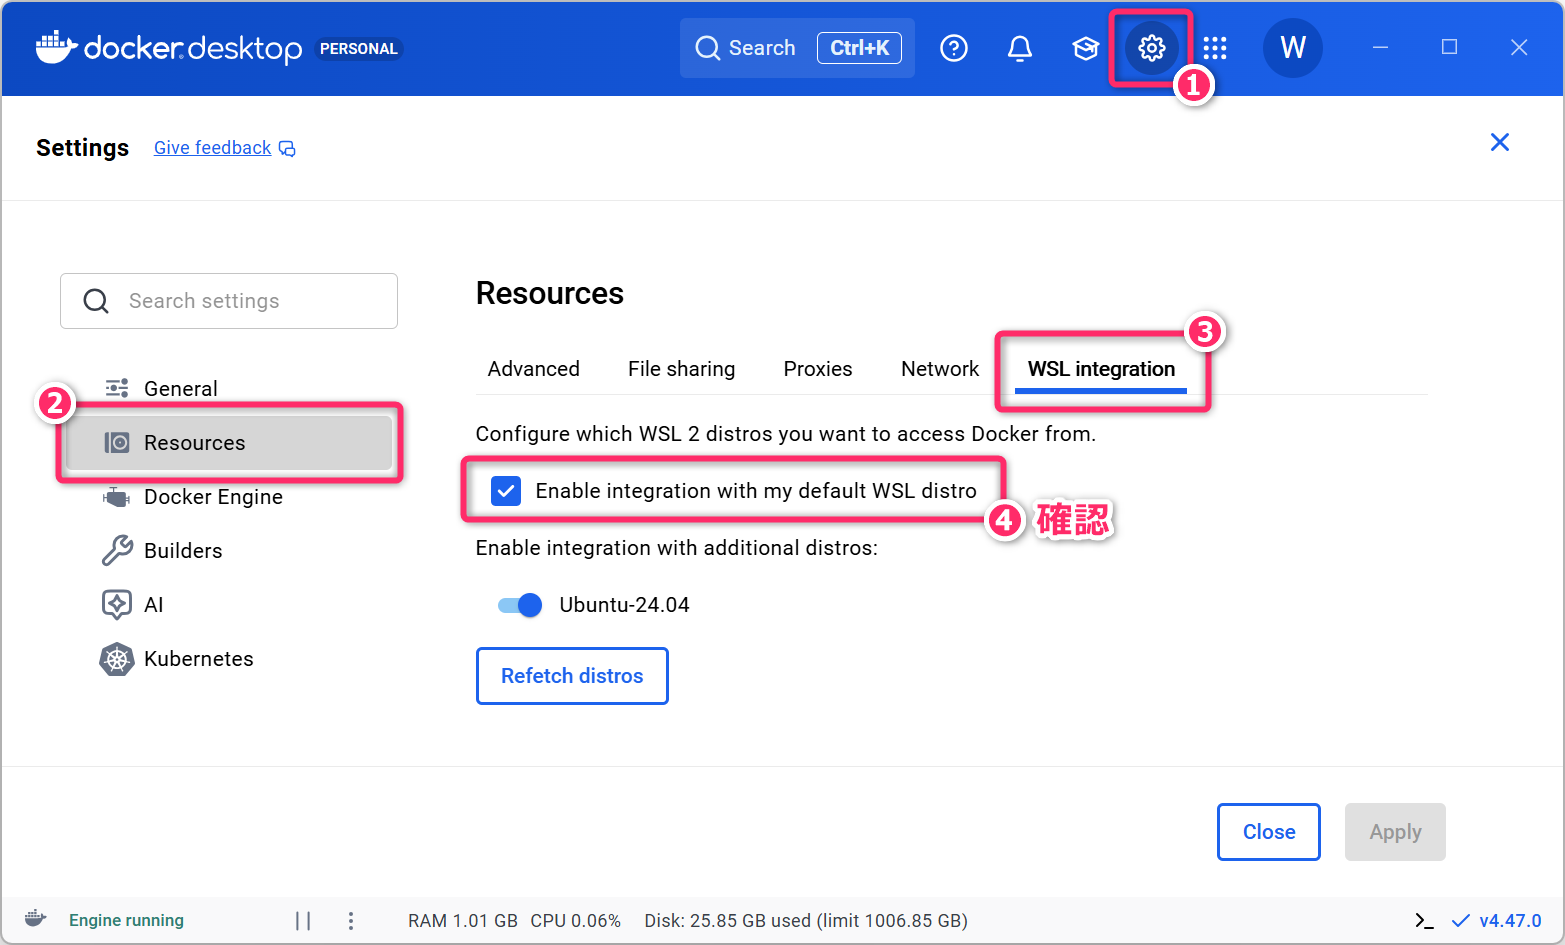 docker desktop PERSONAL Search Ctrl+K W
1
Settings Give feedback
Search settings
Resources
3
Advanced File sharing Proxies Network WSL integration
General
2
Resources
Docker Engine
Builders
AI
Kubernetes
Configure which WSL 2 distros you want to access Docker from.
Enable integration with my default WSL distro
4 確認
Enable integration with additional distros:
Ubuntu-24.04
Refetch distros
Close Apply
Engine running RAM 1.01 GB CPU 0.06% Disk: 25.85 GB used (limit 1006.85 GB) v4.47.0